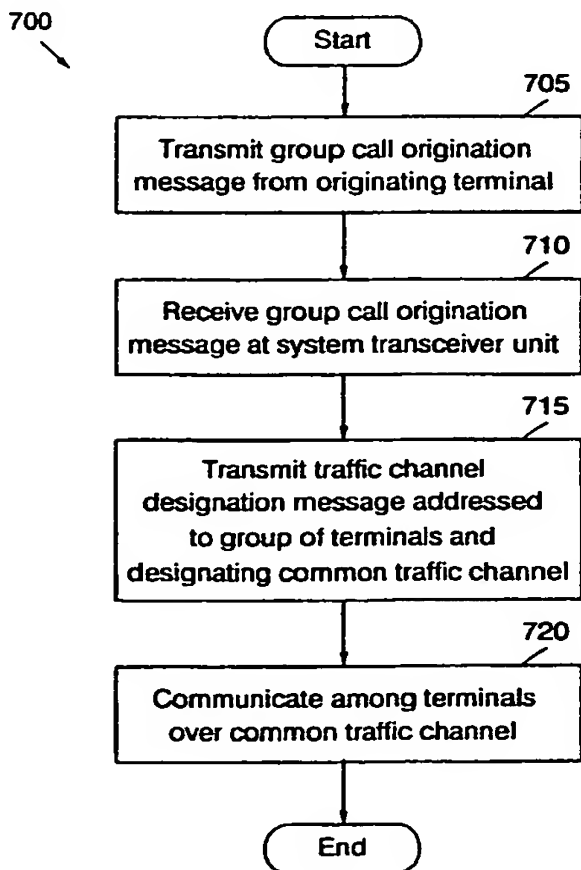 700
Start
705
Transmit group call origination
message from originating terminal
710
Receive group call origination
message at system transceiver unit
715
Transmit traffic channel
designation message addressed
to group of terminals and
designating common traffic channel
720
Communicate among terminals
over common traffic channel
End